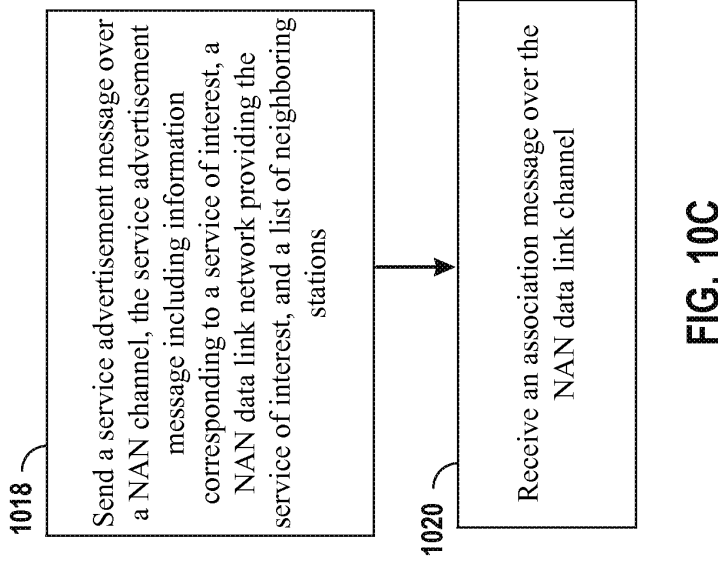 1018
Send a service advertisement message over
a NAN channel, the service advertisement
message including information
corresponding to a service of interest, a
NAN data link network providing the
service of interest, and a list of neighboring
stations
1020
Receive an association message over the
NAN data link channel
FIG. 10C